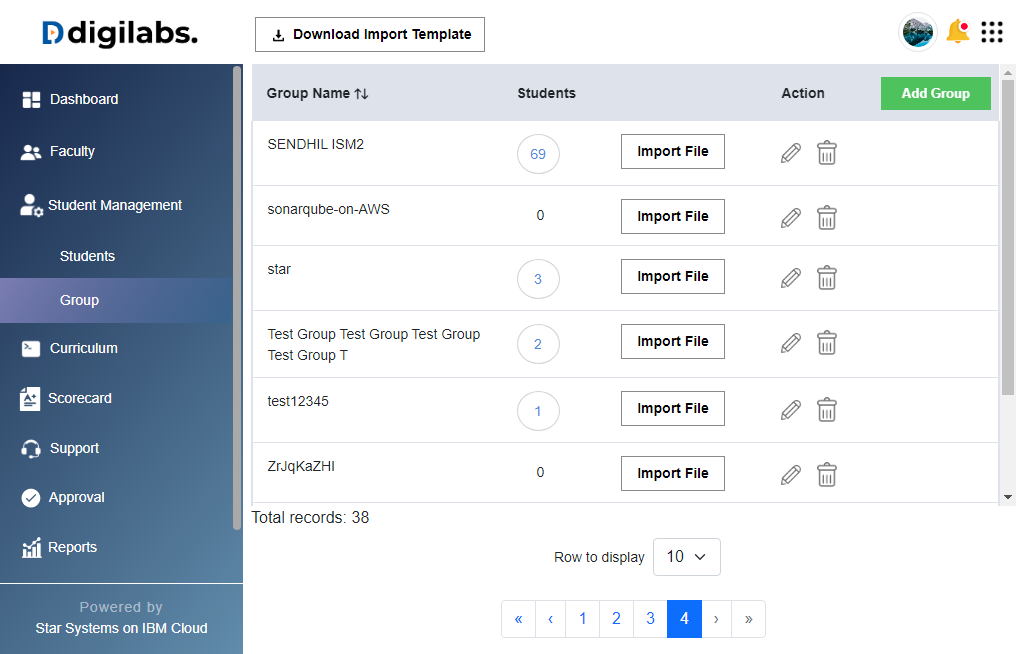 digilabs.
Download Import Template
Dashboard
Faculty
Student Management
Students
Group
Curriculum
Scorecard
Support
Approval
Reports
Powered by
Star Systems on IBM Cloud
Group Name Students Action Add Group
SENDHIL ISM2 69 Import File
sonarqube-on-AWS 0 Import File
star 3 Import File
Test Group Test Group Test Group
Test Group T 2 Import File
test12345 1 Import File
ZrJqKaZHI 0 Import File
Total records: 38
Row to display 10
« ‹ 1 2 3 4 › »